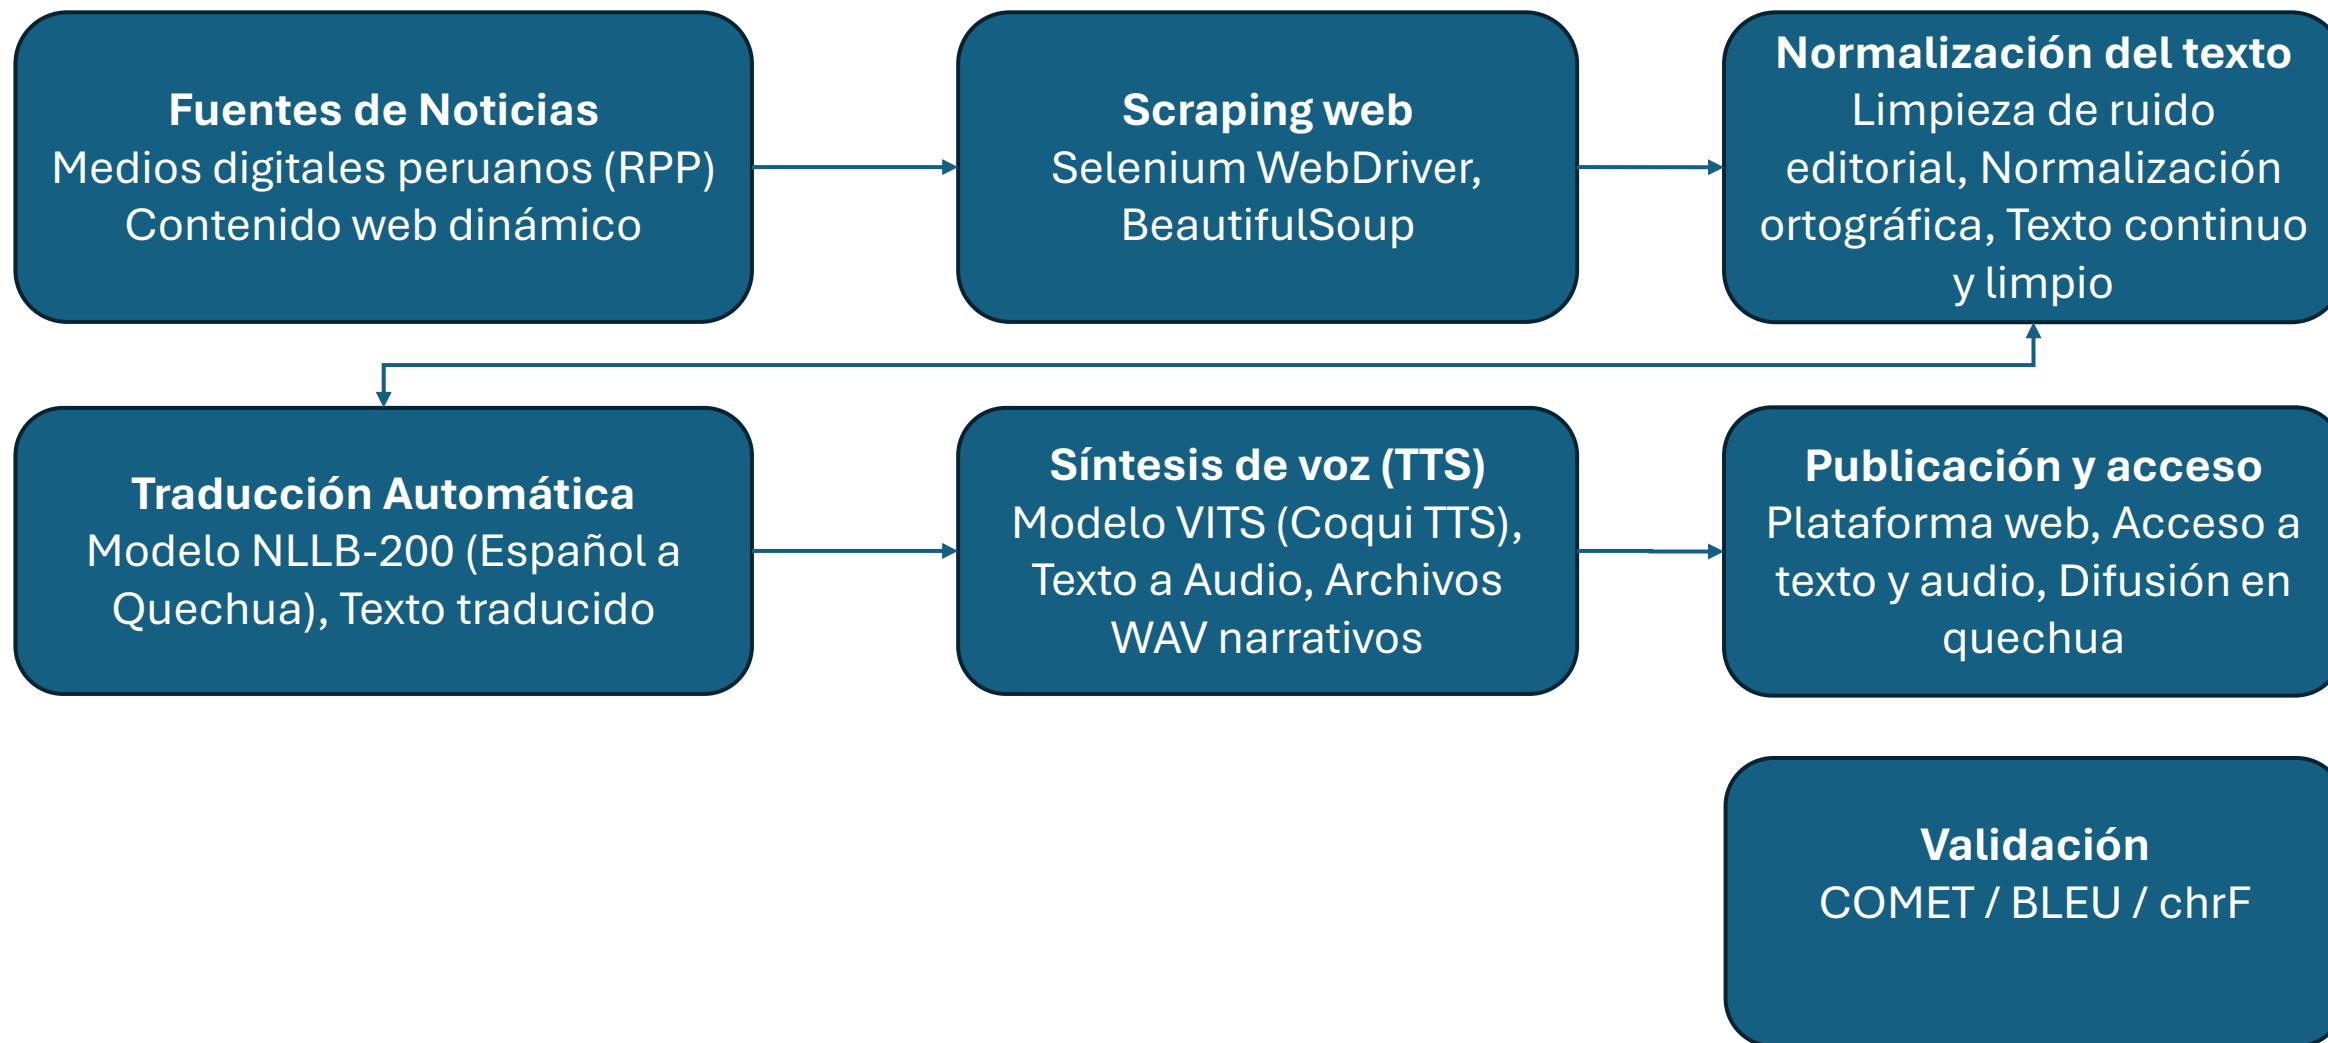 Fuentes de Noticias
Medios digitales peruanos (RPP)
Contenido web dinámico
Scraping web
Selenium WebDriver,
BeautifulSoup
Normalización del texto
Limpieza de ruido
editorial, Normalización
ortográfica, Texto continuo
y limpio
Traducción Automática
Modelo NLLB-200 (Español a
Quechua), Texto traducido
Síntesis de voz (TTS)
Modelo VITS (Coqui TTS),
Texto a Audio, Archivos
WAV narrativos
Publicación y acceso
Plataforma web, Acceso a
texto y audio, Difusión en
quechua
Validación
COMET / BLEU / chrF